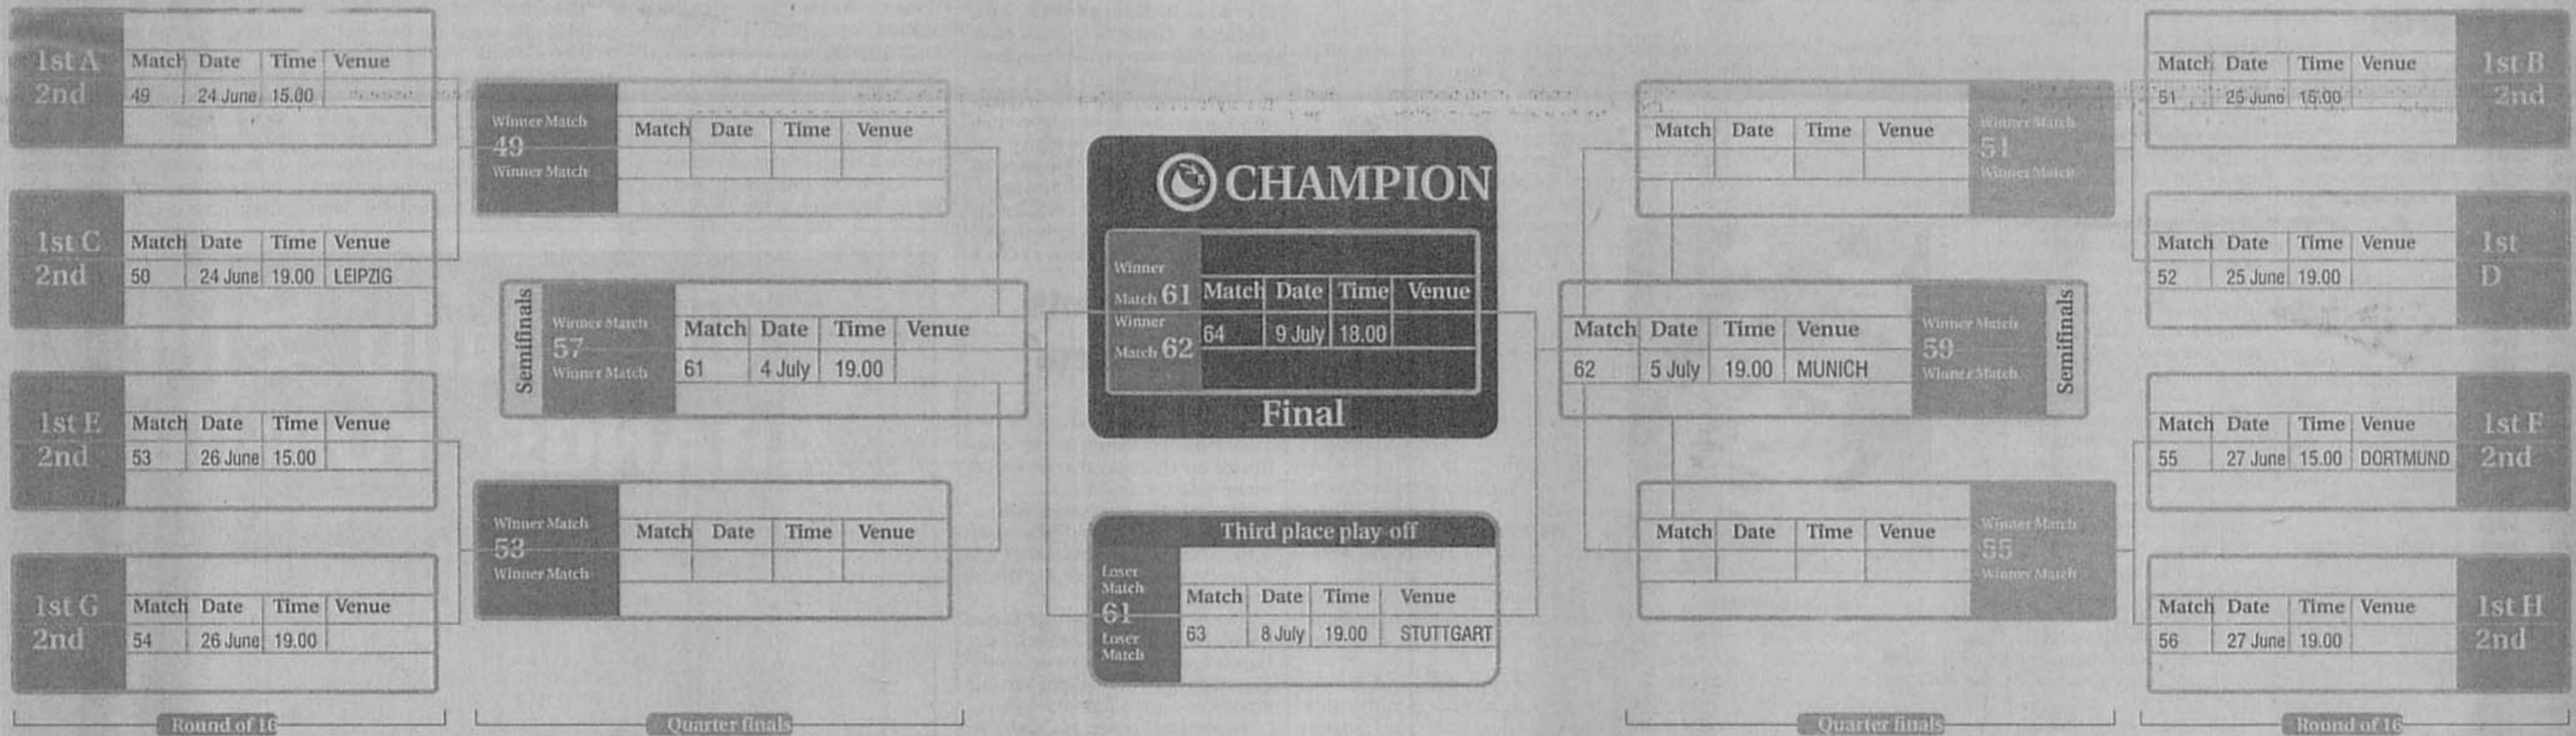 1st A
2nd
Match Date Time Venue
49 24 June 15.00
1st C
2nd
Match Date Time Venue
50 24 June 19.00 LEIPZIG
1st E
2nd
Match Date Time Venue
53 26 June 15.00
1st G
2nd
Match Date Time Venue
54 26 June 19.00
Round of 16
Winner Match
49
Winner Match
Match Date Time Venue
Semifinals
Winner Match
57
Winner Match
Match Date Time Venue
61 4 July 19.00
Winner Match
53
Winner Match
Match Date Time Venue
Quarter finals
CHAMPION
Winner
Match 61
Winner
Match 62
Match Date Time Venue
64 9 July 18.00
Final
Third place play off
Loser
Match
61
Loser
Match
Match Date Time Venue
63 8 July 19.00 STUTTGART
Match Date Time Venue
Winner Match
51
Winner Match
Match Date Time Venue
62 5 July 19.00 MUNICH
Winner Match
59
Winner Match
Semifinals
Match Date Time Venue
Winner Match
55
Winner Match
Quarter finals
Match Date Time Venue
51 25 June 15.00
1st B
2nd
Match Date Time Venue
52 25 June 19.00
1st
D
Match Date Time Venue
55 27 June 15.00 DORTMUND
1st F
2nd
Match Date Time Venue
56 27 June 19.00
1st H
2nd
Round of 16